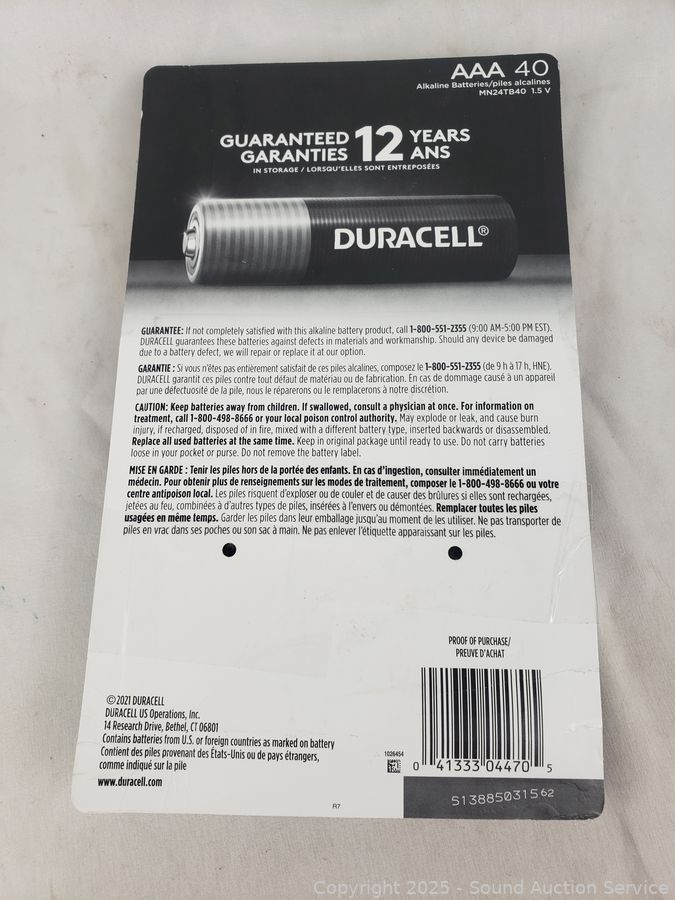 AAA 40
Alkaline Batteries/piles alcalines
MN24TB40 1.5 V
GUARANTEED 12 YEARS
GARANTIES ANS
IN STORAGE / LORSQU'ELLES SONT ENTREPOSÉES
DURACELL®
GUARANTEE: If not completely satisfied with this alkaline battery product, call 1-800-551-2355 (9:00 AM-5:00 PM EST).
DURACELL guarantees these batteries against defects in materials and workmanship. Should any device be damaged
due to a battery defect, we will repair or replace it at our option.
GARANTIE : Si vous n'êtes pas entièrement satisfait de ces piles alcalines, composez le 1-800-551-2355 (de 9 h à 17 h, HNE).
DURACELL garantit ces piles contre tout défaut de matériau ou de fabrication. En cas de dommage causé à un appareil
par une défectuosité de la pile, nous le réparerons ou le remplacerons à notre discrétion.
CAUTION: Keep batteries away from children. If swallowed, consult a physician at once. For information on
treatment, call 1-800-498-8666 or your local poison control authority. May explode or leak, and cause burn
injury, if recharged, disposed of in fire, mixed with a different battery type, inserted backwards or disassembled.
Replace all used batteries at the same time. Keep in original package until ready to use. Do not carry batteries
loose in your pocket or purse. Do not remove the battery label.
MISE EN GARDE : Tenir les piles hors de la portée des enfants. En cas d'ingestion, consulter immédiatement un
médecin. Pour obtenir plus de renseignements sur les modes de traitement, composer le 1-800-498-8666 ou votre
centre antipoison local. Les piles risquent d'exploser ou de couler et de causer des brûlures si elles sont rechargées,
jetées au feu, combinées à d'autres types de piles, insérées à l'envers ou démontées. Remplacer toutes les piles
usagées en même temps. Garder les piles dans leur emballage jusqu'au moment de les utiliser. Ne pas transporter de
piles en vrac dans ses poches ou son sac à main. Ne pas enlever l'étiquette apparaissant sur les piles.
PROOF OF PURCHASE/
PREUVE D'ACHAT
©2021 DURACELL
DURACELL US Operations, Inc.
14 Research Drive, Bethel, CT 06801
Contains batteries from U.S. or foreign countries as marked on battery
Contient des piles provenant des États-Unis ou de pays étrangers,
comme indiqué sur la pile
www.duracell.com
1026454
0 41333 04470 5
R7
S13885031562
Copyright 2025 - Sound Auction Service